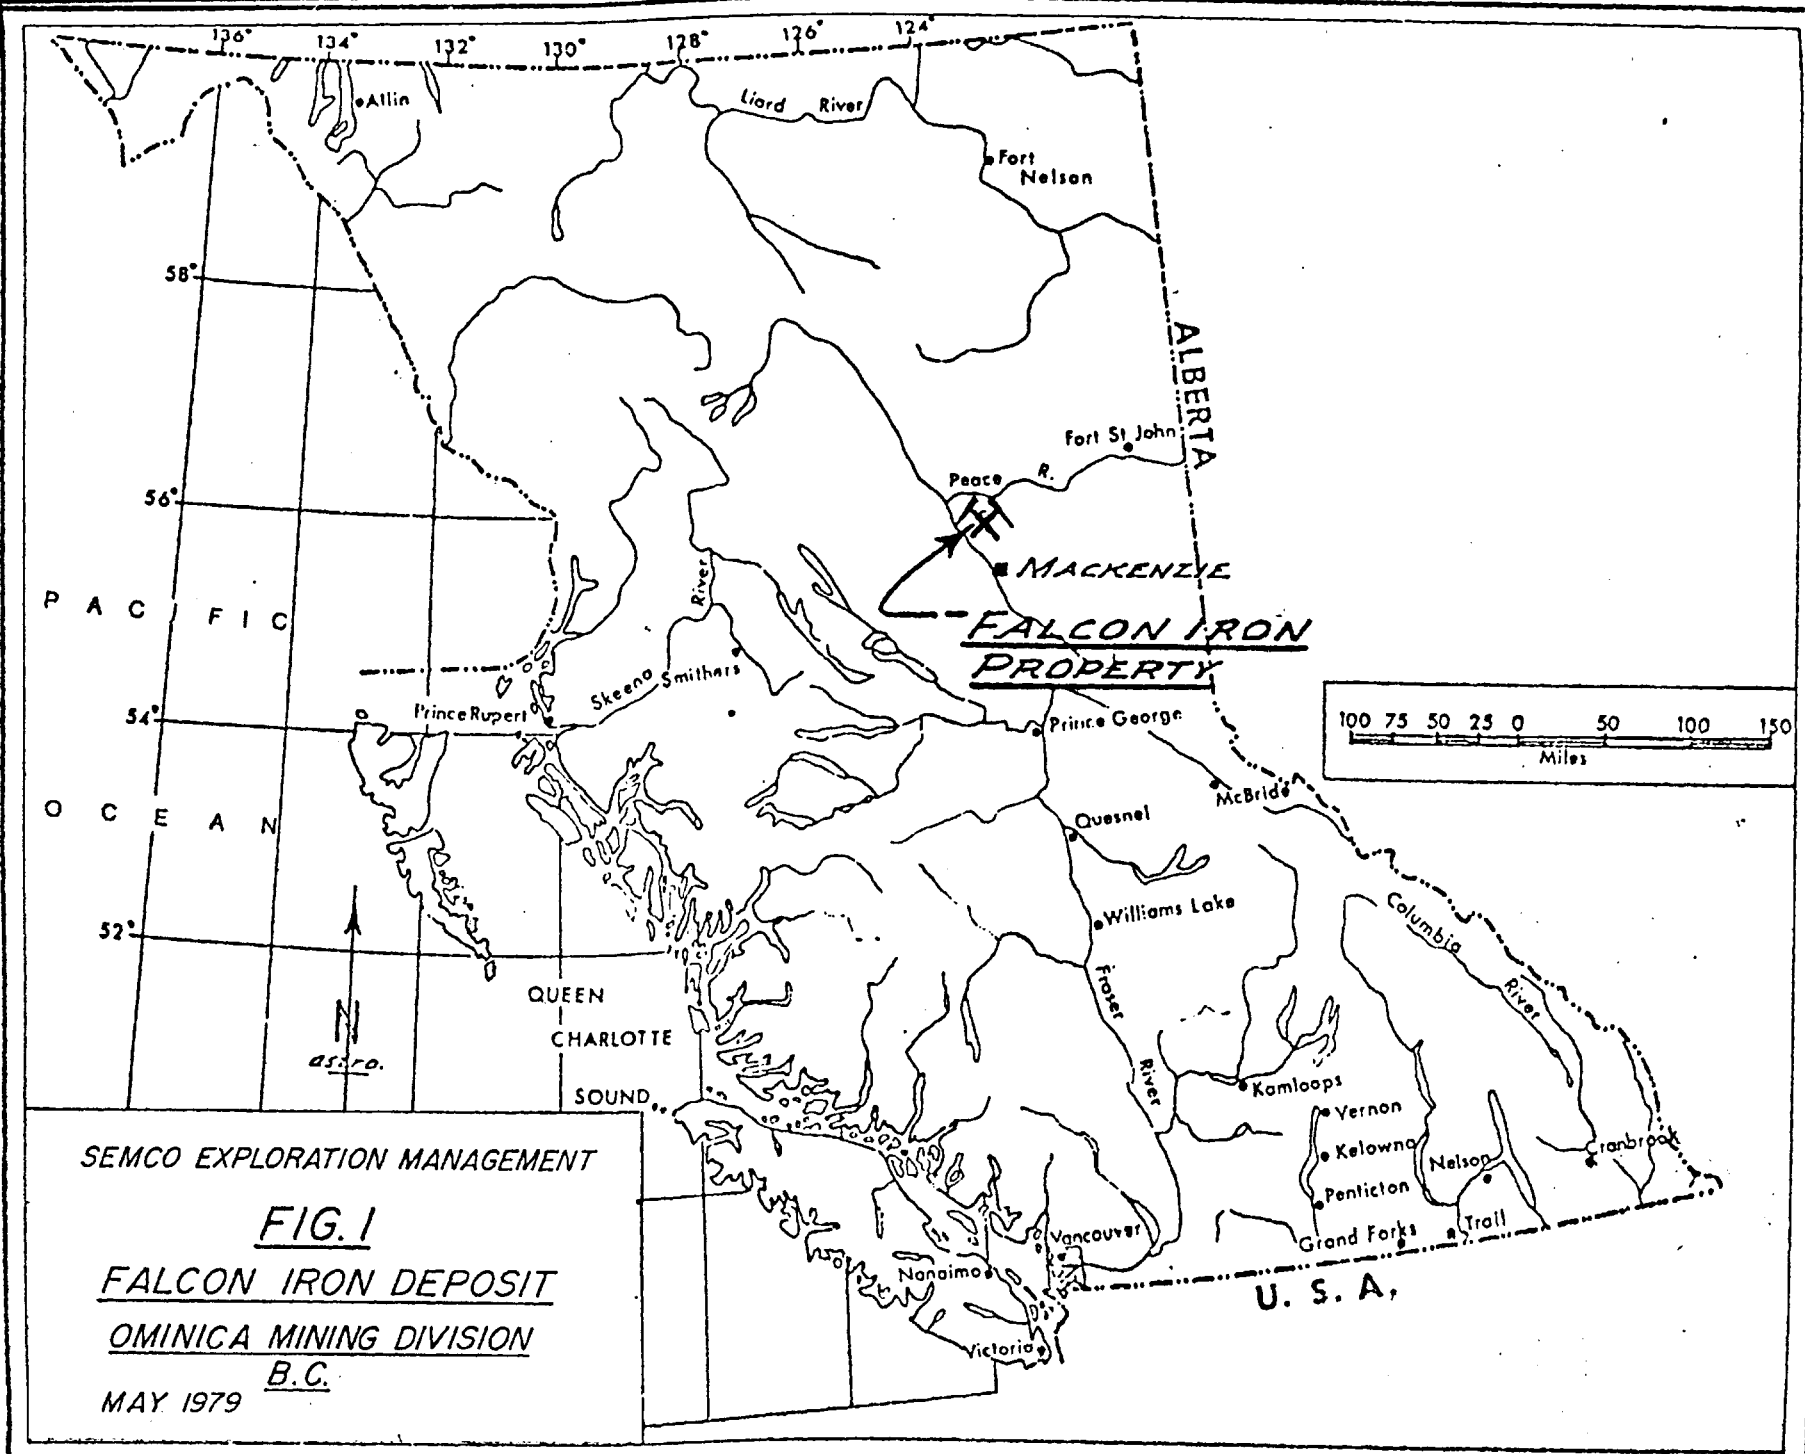 136° 134° 132° 130° 128° 126° 124°
Atlin
Liard River
Fort
Nelson
58°
ALBERTA
Fort St John
Peace R.
56°
MACKENZIE
River
PACIFIC
FALCON IRON
PROPERTY
Skeena
Smithers
Prince Rupert
54°
Prince George
100 75 50 25 0 50 100 150
Miles
McBride
OCEAN
Quesnel
Columbia
Williams Lake
52°
River
QUEEN
Fraser
CHARLOTTE
N
astro.
River
SOUND
Kamloops
Vernon
Kelowna
Nelson
Cranbrook
Penticton
Trail
Grand Forks
Vancouver
Nanaimo
U. S. A.
Victoria
SEMCO EXPLORATION MANAGEMENT
FIG. 1
FALCON IRON DEPOSIT
OMINICA MINING DIVISION
B.C.
MAY 1979